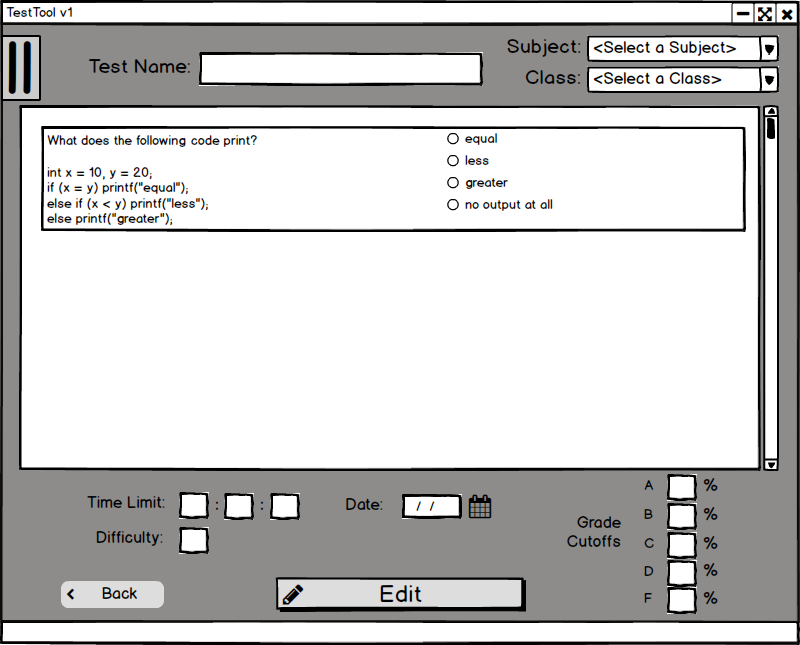 TestTool v1
Test Name:
Subject: <Select a Subject>
Class: <Select a Class>
What does the following code print?
int x = 10, y = 20;
if (x = y) printf("equal");
else if (x < y) printf("less");
else printf("greater");
equal
less
greater
no output at all
Time Limit: : :
Date: / /
Difficulty:
Grade
Cutoffs
A %
B %
C %
D %
F %
Back
Edit